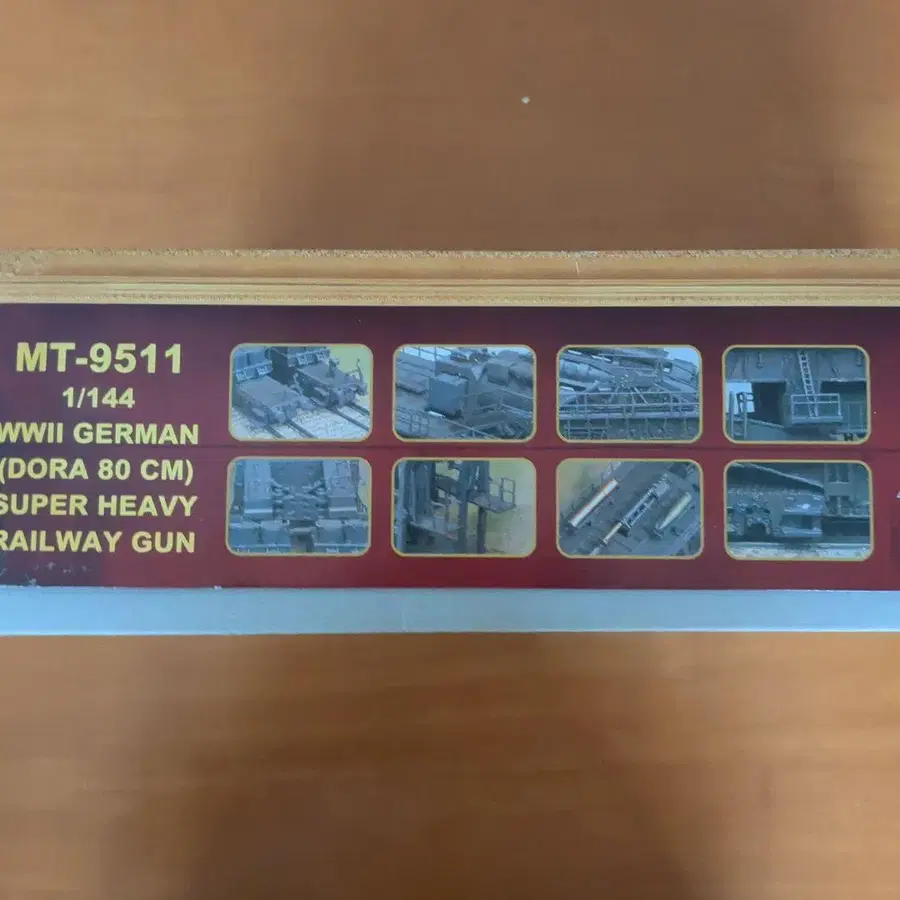 MT-9511
1/144
WWII GERMAN
(DORA 80 CM)
SUPER HEAVY
RAILWAY GUN